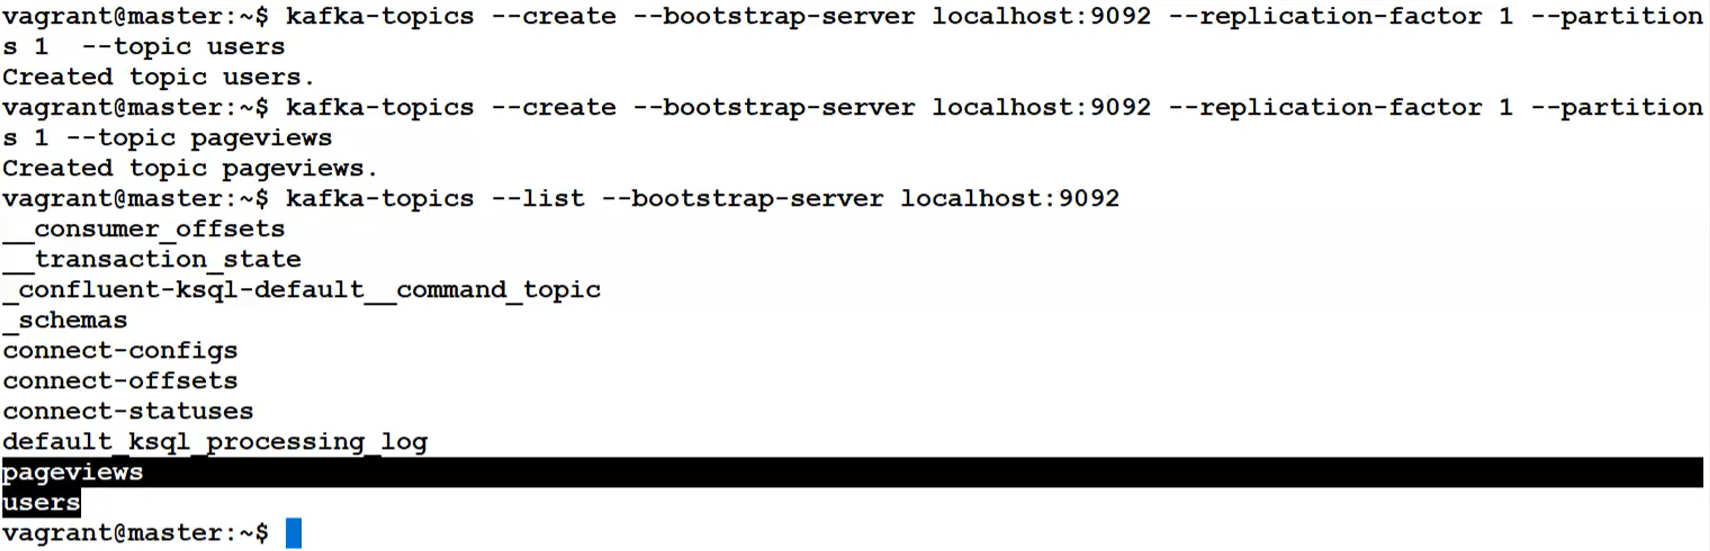 vagrant@master:~$ kafka-topics --create --bootstrap-server localhost:9092 --replication-factor 1 --partition
s 1  --topic users
Created topic users.
vagrant@master:~$ kafka-topics --create --bootstrap-server localhost:9092 --replication-factor 1 --partition
s 1 --topic pageviews
Created topic pageviews.
vagrant@master:~$ kafka-topics --list --bootstrap-server localhost:9092
__consumer_offsets
__transaction_state
_confluent-ksql-default__command_topic
_schemas
connect-configs
connect-offsets
connect-statuses
default_ksql_processing_log
pageviews
users
vagrant@master:~$